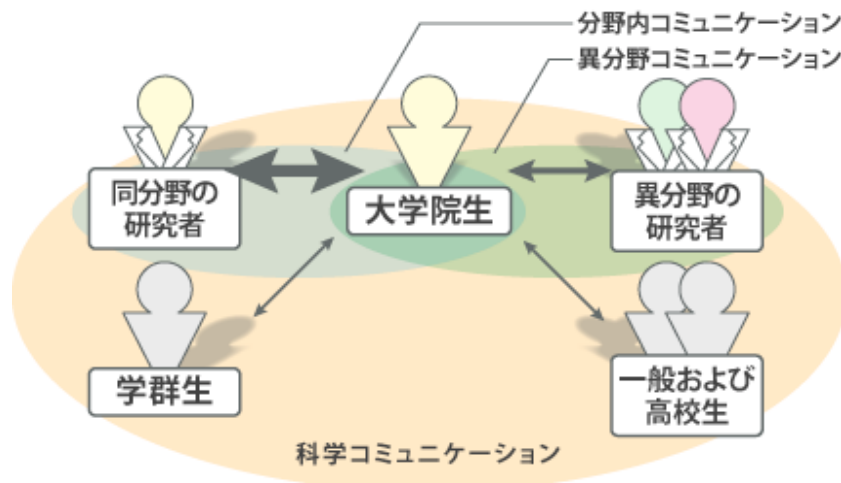 分野内コミュニケーション
異分野コミュニケーション
同分野の
研究者
大学院生
異分野の
研究者
学群生
一般および
高校生
科学コミュニケーション